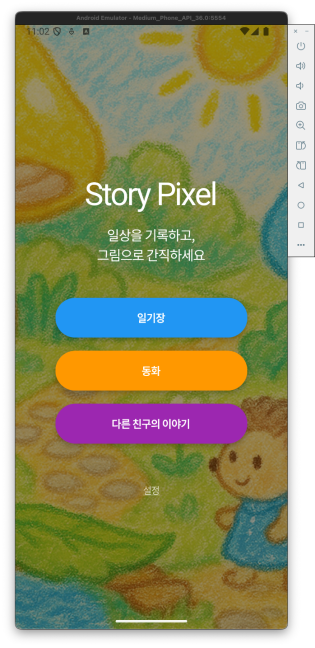 Android Emulator - Medium_Phone_API_36.0:5554
11:02
Story Pixel
일상을 기록하고,
그림으로 간직하세요
일기장
동화
다른 친구의 이야기
설정